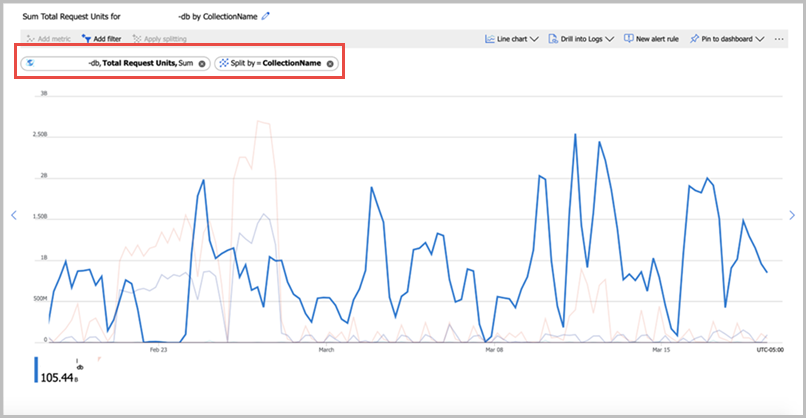 Sum Total Request Units for -db by CollectionName
Add metric Add filter Apply splitting Line chart Drill into Logs New alert rule Pin to dashboard ...
-db, Total Request Units, Sum Split by = CollectionName
3B
2.50B
2B
1.50B
1B
500M
0
Feb 23 March Mar 08 Mar 15 UTC-05:00
db
105.44 B